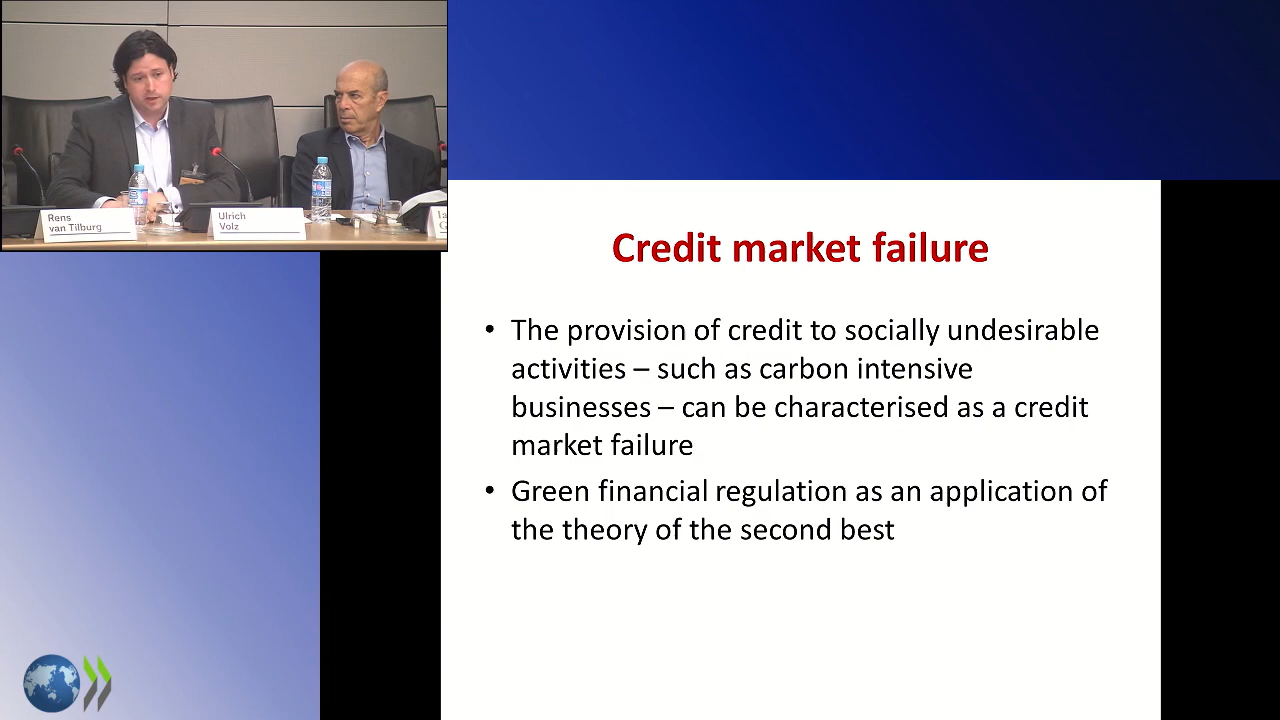 Rens
van Tilburg
Ulrich
Volz
Credit market failure
• The provision of credit to socially undesirable
activities – such as carbon intensive
businesses – can be characterised as a credit
market failure
• Green financial regulation as an application of
the theory of the second best